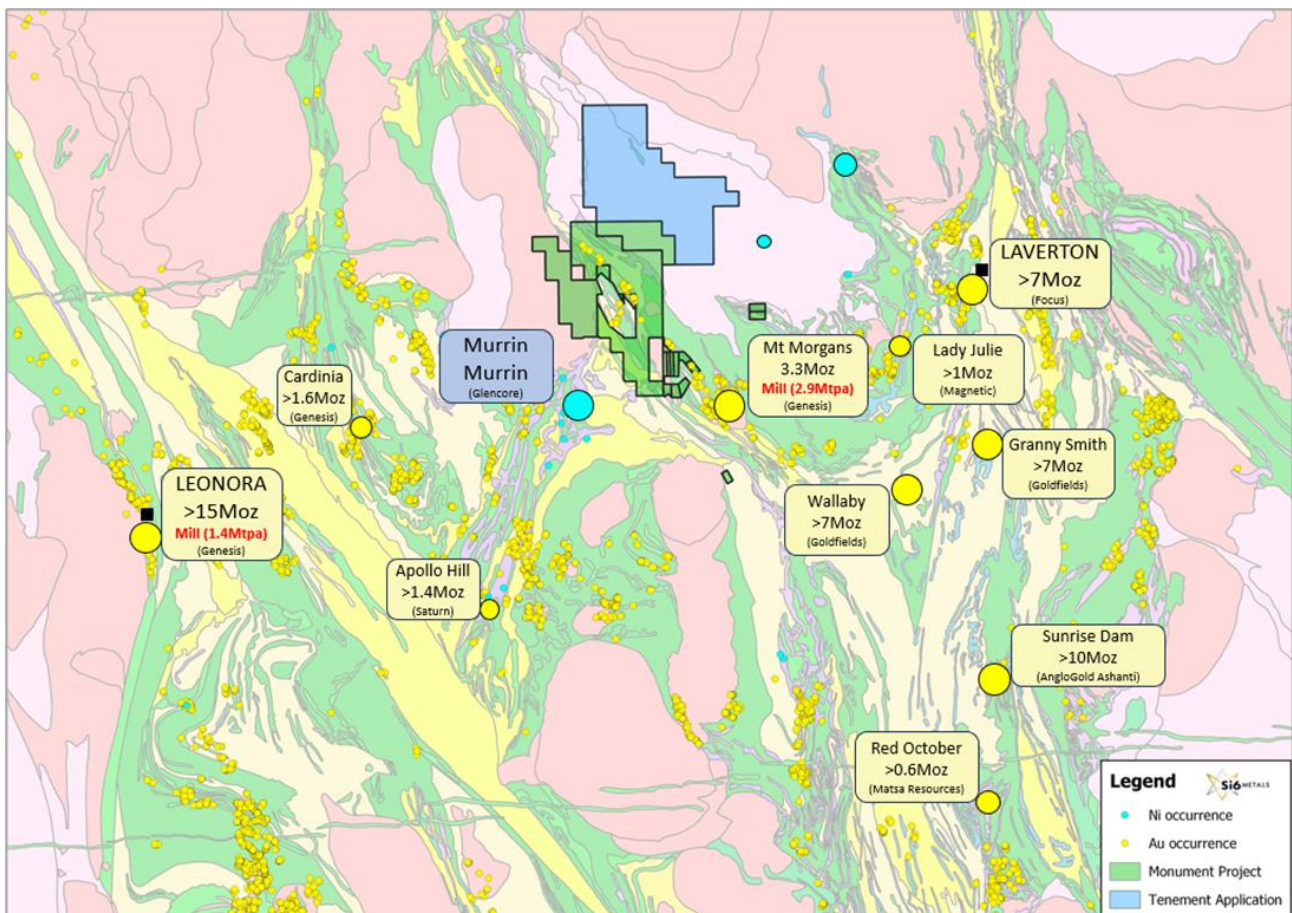 LAVERTON
>7Moz
(Focus)
Murrin
Murrin
(Glencore)
Mt Morgans
3.3Moz
Mill (2.9Mtpa)
(Genesis)
Lady Julie
>1Moz
(Magnetic)
Cardinia
>1.6Moz
(Genesis)
Granny Smith
>7Moz
(Goldfields)
LEONORA
>15Moz
Mill (1.4Mtpa)
(Genesis)
Wallaby
>7Moz
(Goldfields)
Apollo Hill
>1.4Moz
(Saturn)
Sunrise Dam
>10Moz
(AngloGold Ashanti)
Red October
>0.6Moz
(Matsa Resources)
Legend
Si6 METALS
Ni occurrence
Au occurrence
Monument Project
Tenement Application